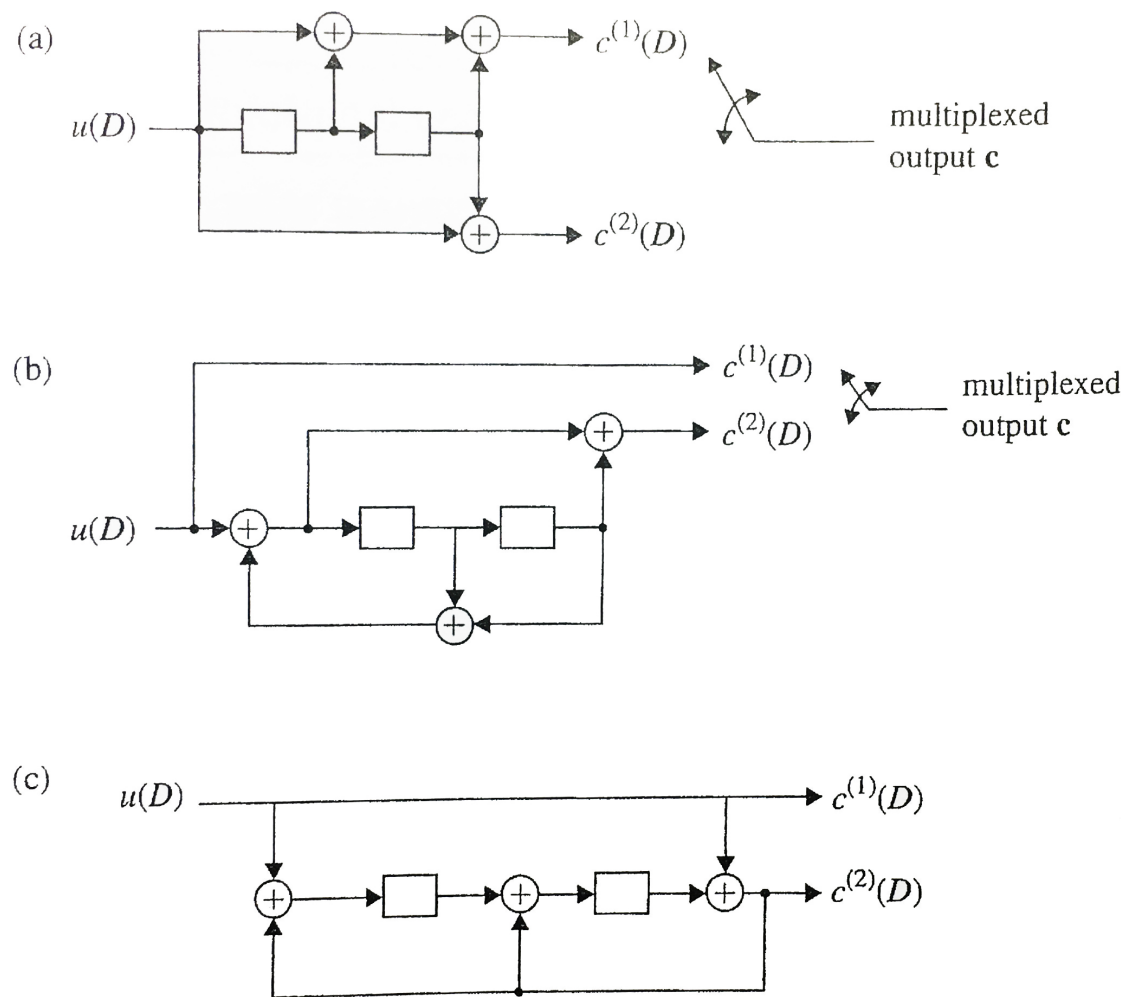 (a)
c^{(1)}(D)
u(D)
multiplexed
output c
c^{(2)}(D)
(b)
c^{(1)}(D)
multiplexed
output c
c^{(2)}(D)
u(D)
(c)
u(D)
c^{(1)}(D)
c^{(2)}(D)